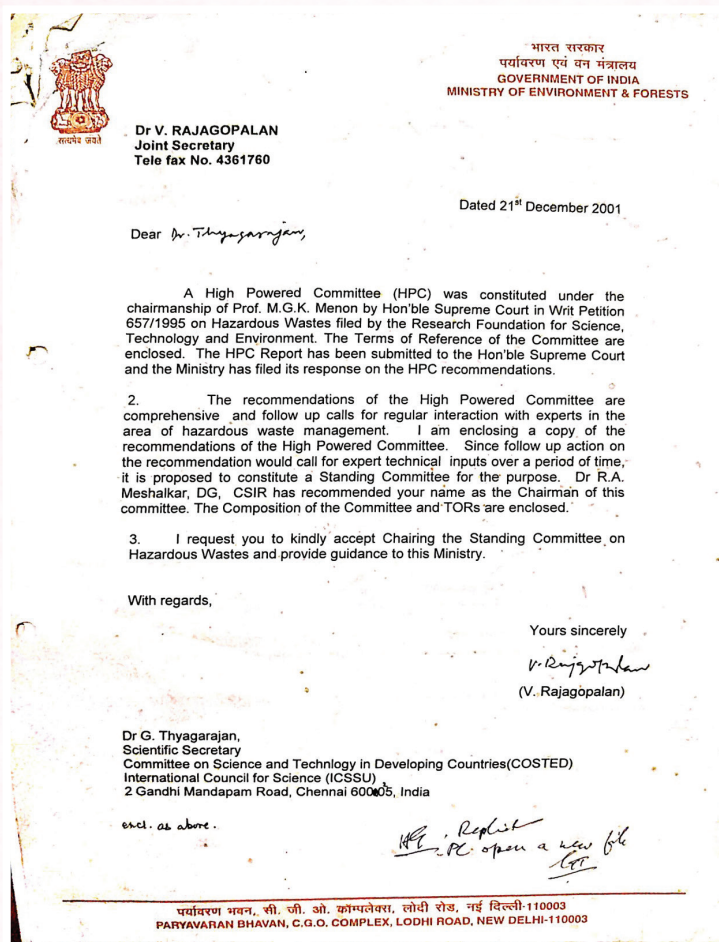 भारत सरकार
पर्यावरण एवं वन मंत्रालय
GOVERNMENT OF INDIA
MINISTRY OF ENVIRONMENT & FORESTS
सत्यमेव जयते
Dr V. RAJAGOPALAN
Joint Secretary
Tele fax No. 4361760
Dated 21st December 2001
Dear Dr. Thyagarajan,
A High Powered Committee (HPC) was constituted under the
chairmanship of Prof. M.G.K. Menon by Hon'ble Supreme Court in Writ Petition
657/1995 on Hazardous Wastes filed by the Research Foundation for Science,
Technology and Environment. The Terms of Reference of the Committee are
enclosed. The HPC Report has been submitted to the Hon'ble Supreme Court
and the Ministry has filed its response on the HPC recommendations.
2. The recommendations of the High Powered Committee are
comprehensive and follow up calls for regular interaction with experts in the
area of hazardous waste management. I am enclosing a copy of the
recommendations of the High Powered Committee. Since follow up action on
the recommendation would call for expert technical inputs over a period of time,
it is proposed to constitute a Standing Committee for the purpose. Dr R.A.
Meshalkar, DG, CSIR has recommended your name as the Chairman of this
committee. The Composition of the Committee and TORs are enclosed.
3. I request you to kindly accept Chairing the Standing Committee on
Hazardous Wastes and provide guidance to this Ministry.
With regards,
Yours sincerely
V. Rajgopalan
(V. Rajagopalan)
Dr G. Thyagarajan,
Scientific Secretary
Committee on Science and Technlogy in Developing Countries(COSTED)
International Council for Science (ICSSU)
2 Gandhi Mandapam Road, Chennai 600005, India
encl. as above.
open a new file
पर्यावरण भवन, सी. जी. ओ. कॉम्पलेक्स, लोदी रोड, नई दिल्ली-110003
PARYAVARAN BHAVAN, C.G.O. COMPLEX, LODHI ROAD, NEW DELHI-110003